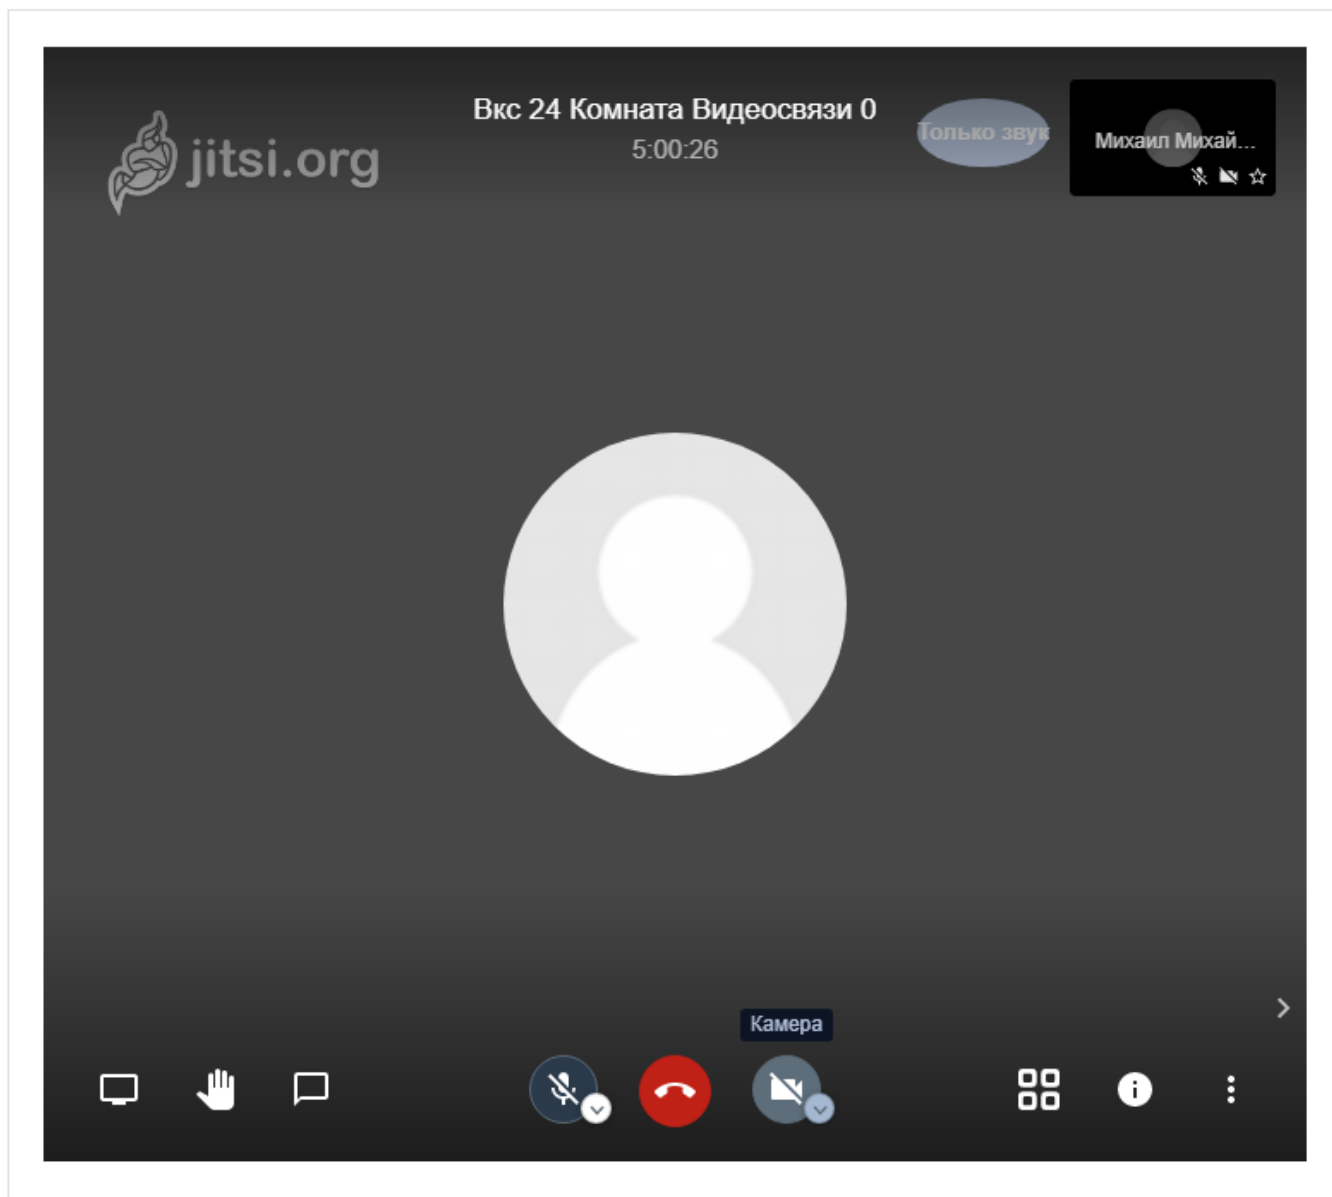 jitsi.org
Вкс 24 Комната Видеосвязи 0
5:00:26
Только звук
Михаил Михай...
Камера